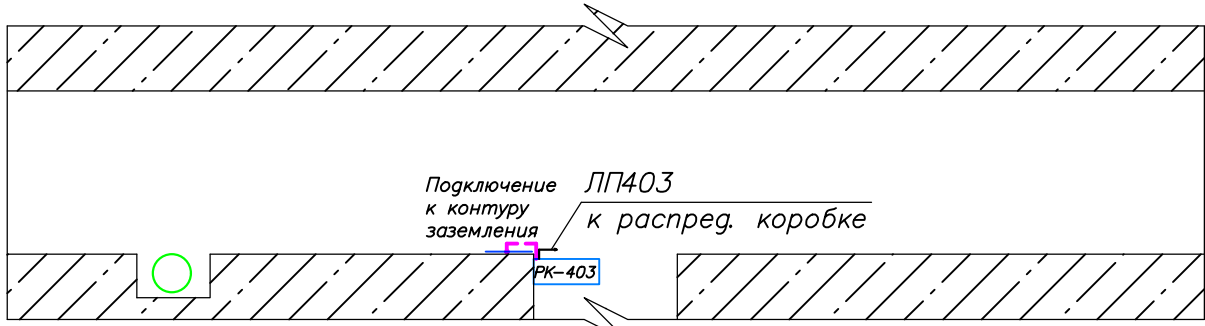 Подключение
к контуру
заземления
ЛП403
к распред. коробке
РК-403